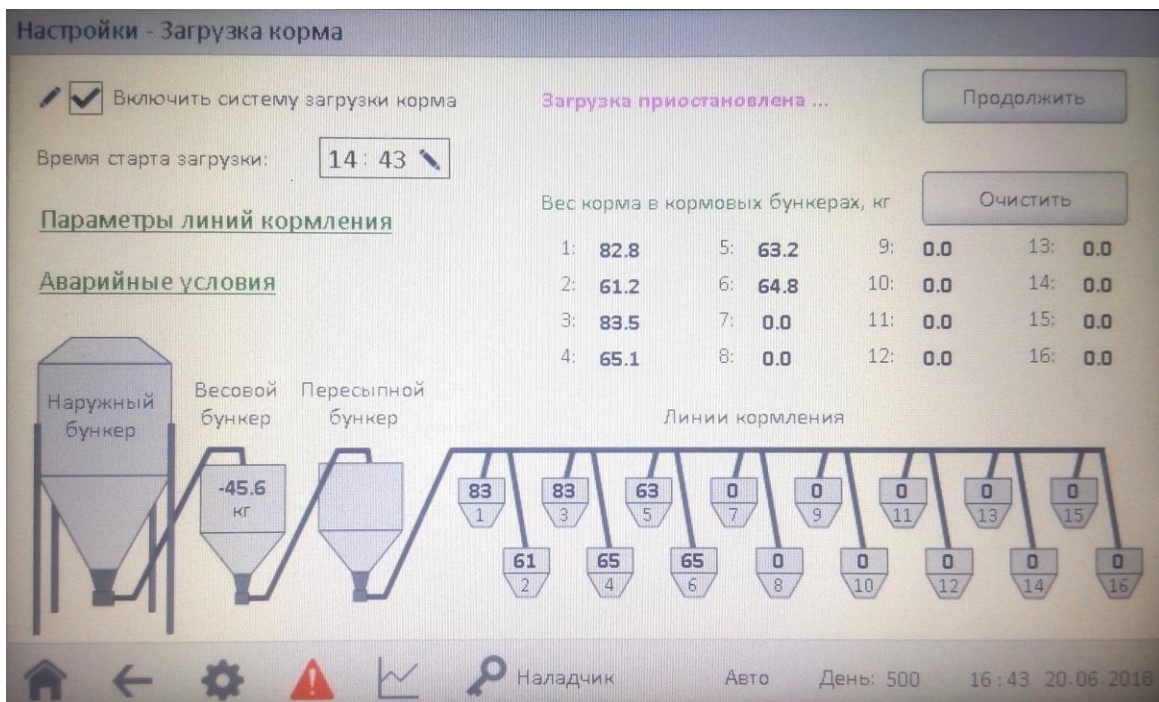 Настройки - Загрузка корма
Включить систему загрузки корма
Загрузка приостановлена ...
Продолжить
Время старта загрузки:
14 : 43
Вес корма в кормовых бункерах, кг
Очистить
Параметры линий кормления
Аварийные условия
1: 82.8 5: 63.2 9: 0.0 13: 0.0
2: 61.2 6: 64.8 10: 0.0 14: 0.0
3: 83.5 7: 0.0 11: 0.0 15: 0.0
4: 65.1 8: 0.0 12: 0.0 16: 0.0
Наружный
бункер
Весовой
бункер
Пересыпной
бункер
Линии кормления
-45.6
кг
83 83 63 0 0 0 0 0
1 3 5 7 9 11 13 15
61 65 65 0 0 0 0 0
2 4 6 8 10 12 14 16
Наладчик Авто День: 500 16:43 20.06.2018